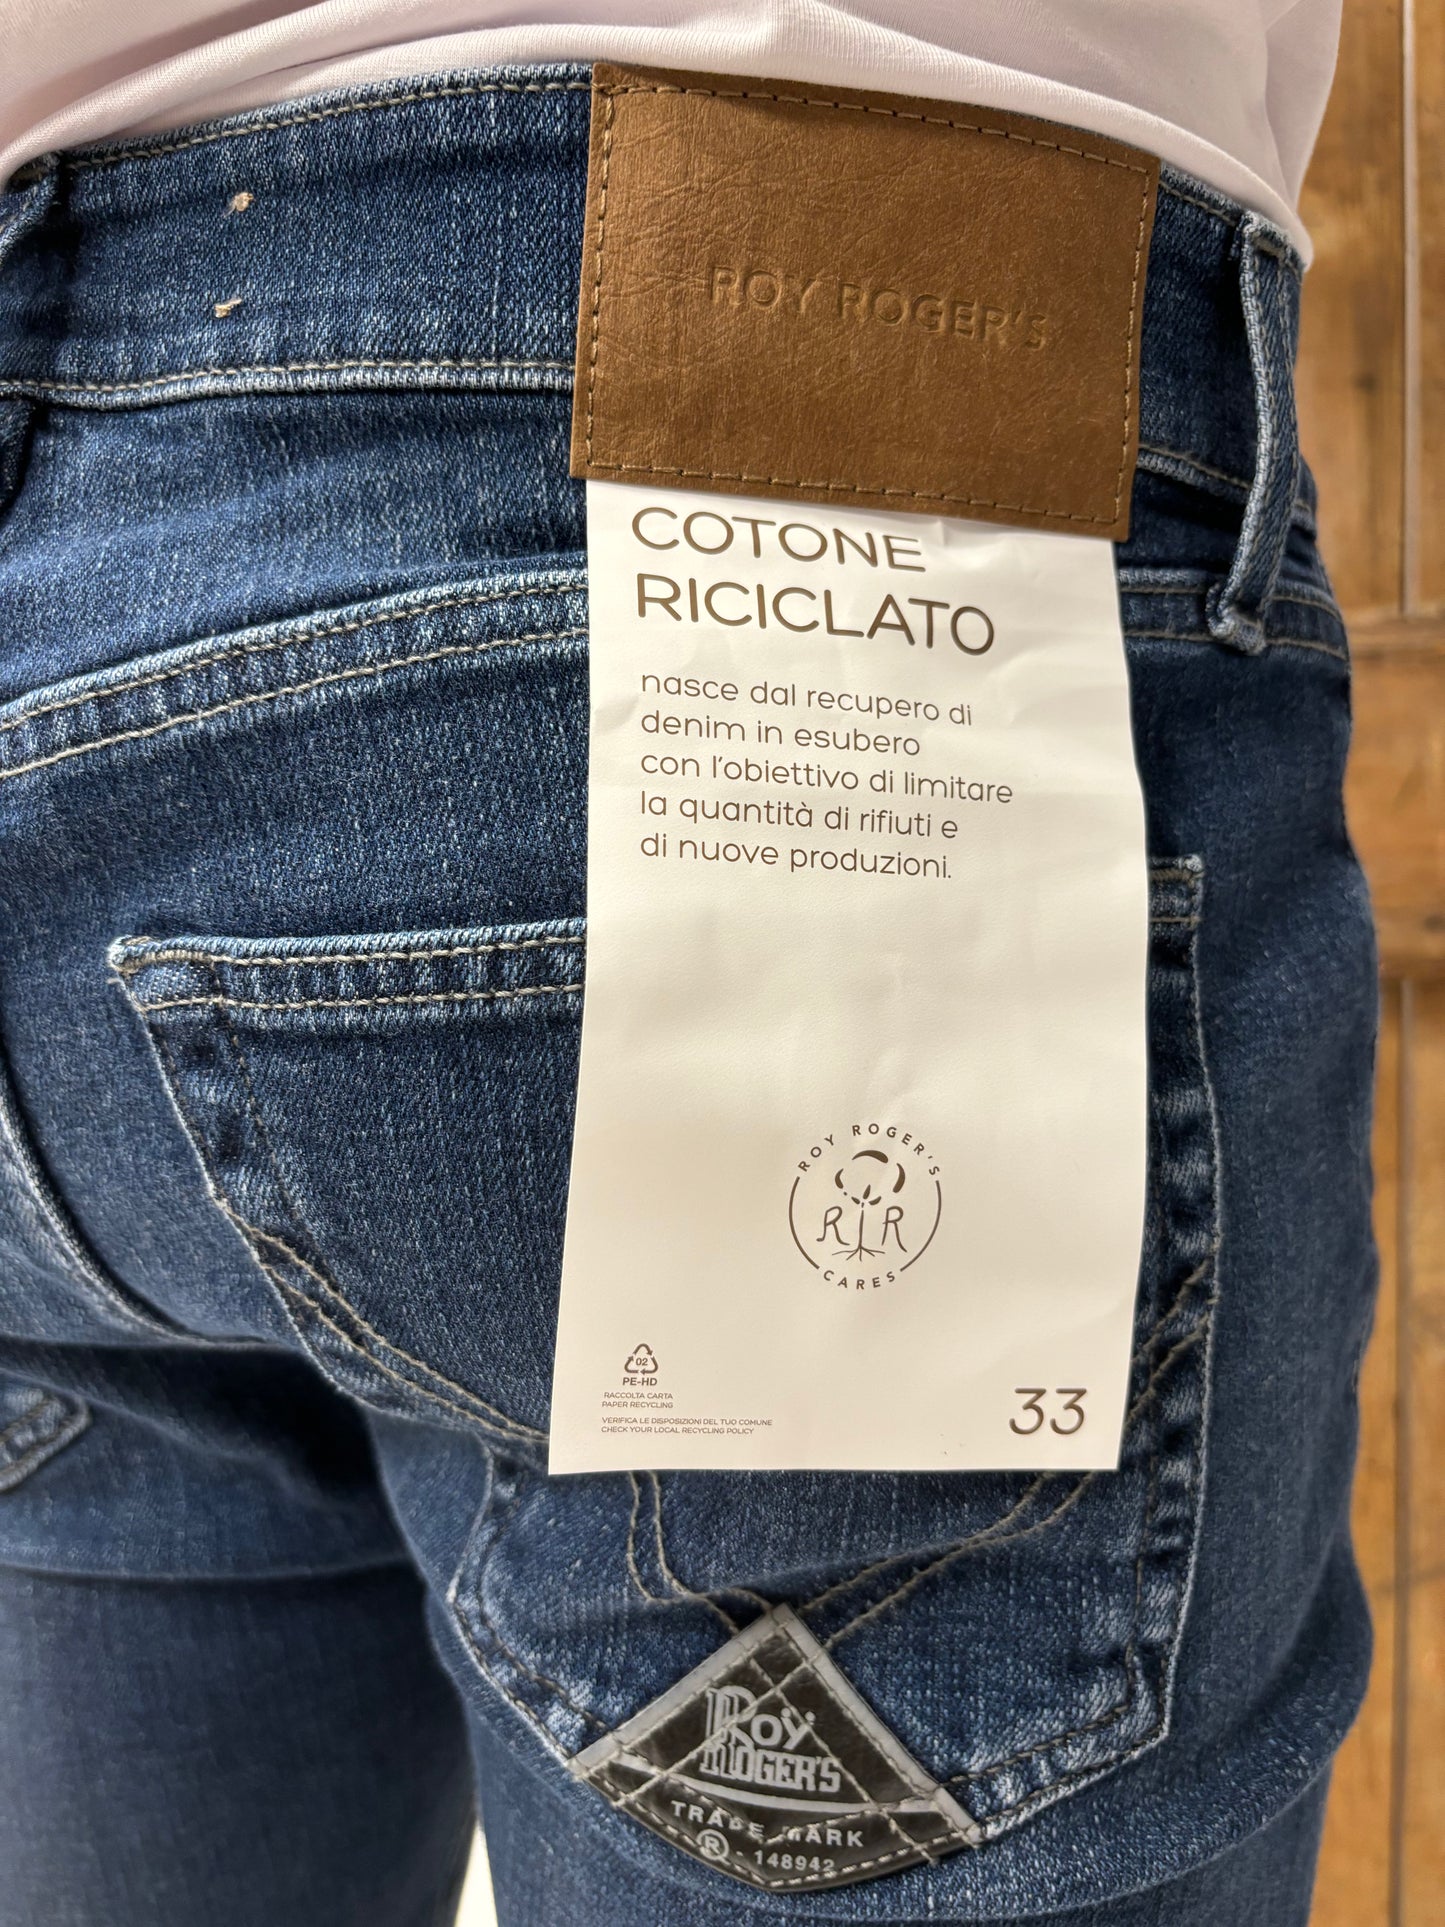 ROY ROGER'S
COTONE
RICICLATO
nasce dal recupero di
denim in esubero
con l'obiettivo di limitare
la quantità di rifiuti e
di nuove produzioni.
ROY ROGER'S
R R
CARES
02
PE-HD
RACCOLTA CARTA
PAPER RECYCLING
VERIFICA LE DISPOSIZIONI DEL TUO COMUNE
CHECK YOUR LOCAL RECYCLING POLICY
33
ROY
ROGER'S
TRADE MARK
® - 148942